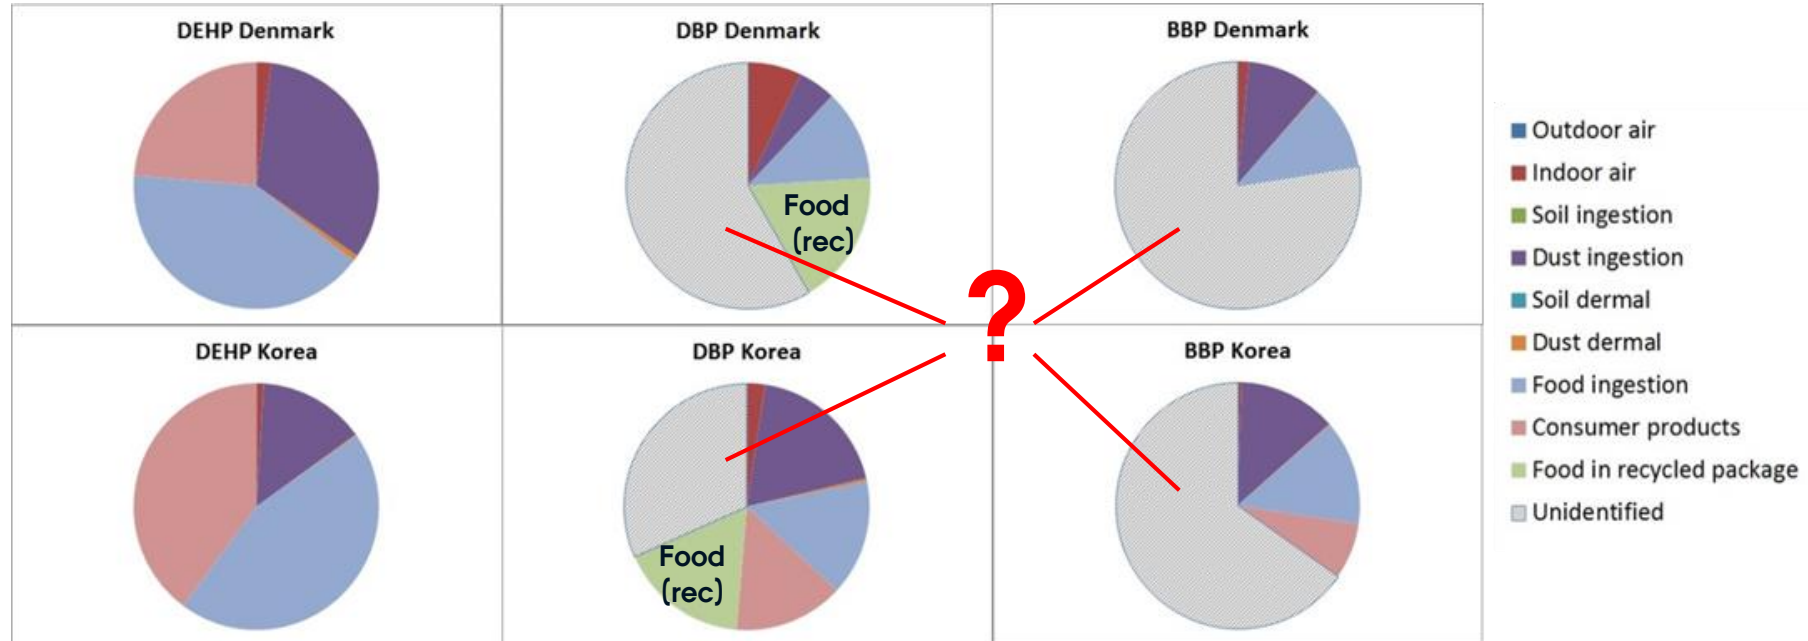 DEHP Denmark
DBP Denmark
BBP Denmark
Food
(rec)
?
DEHP Korea
DBP Korea
BBP Korea
Food
(rec)
Outdoor air
Indoor air
Soil ingestion
Dust ingestion
Soil dermal
Dust dermal
Food ingestion
Consumer products
Food in recycled package
Unidentified